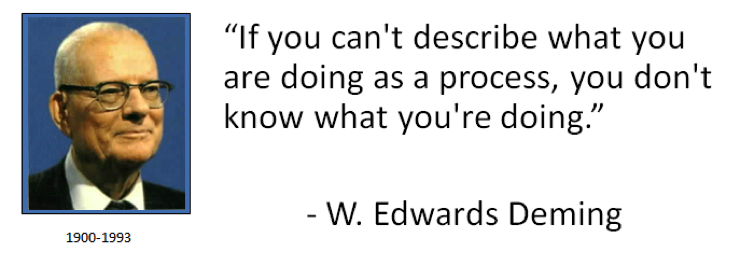 “If you can't describe what you
are doing as a process, you don't
know what you're doing.”
- W. Edwards Deming
1900-1993